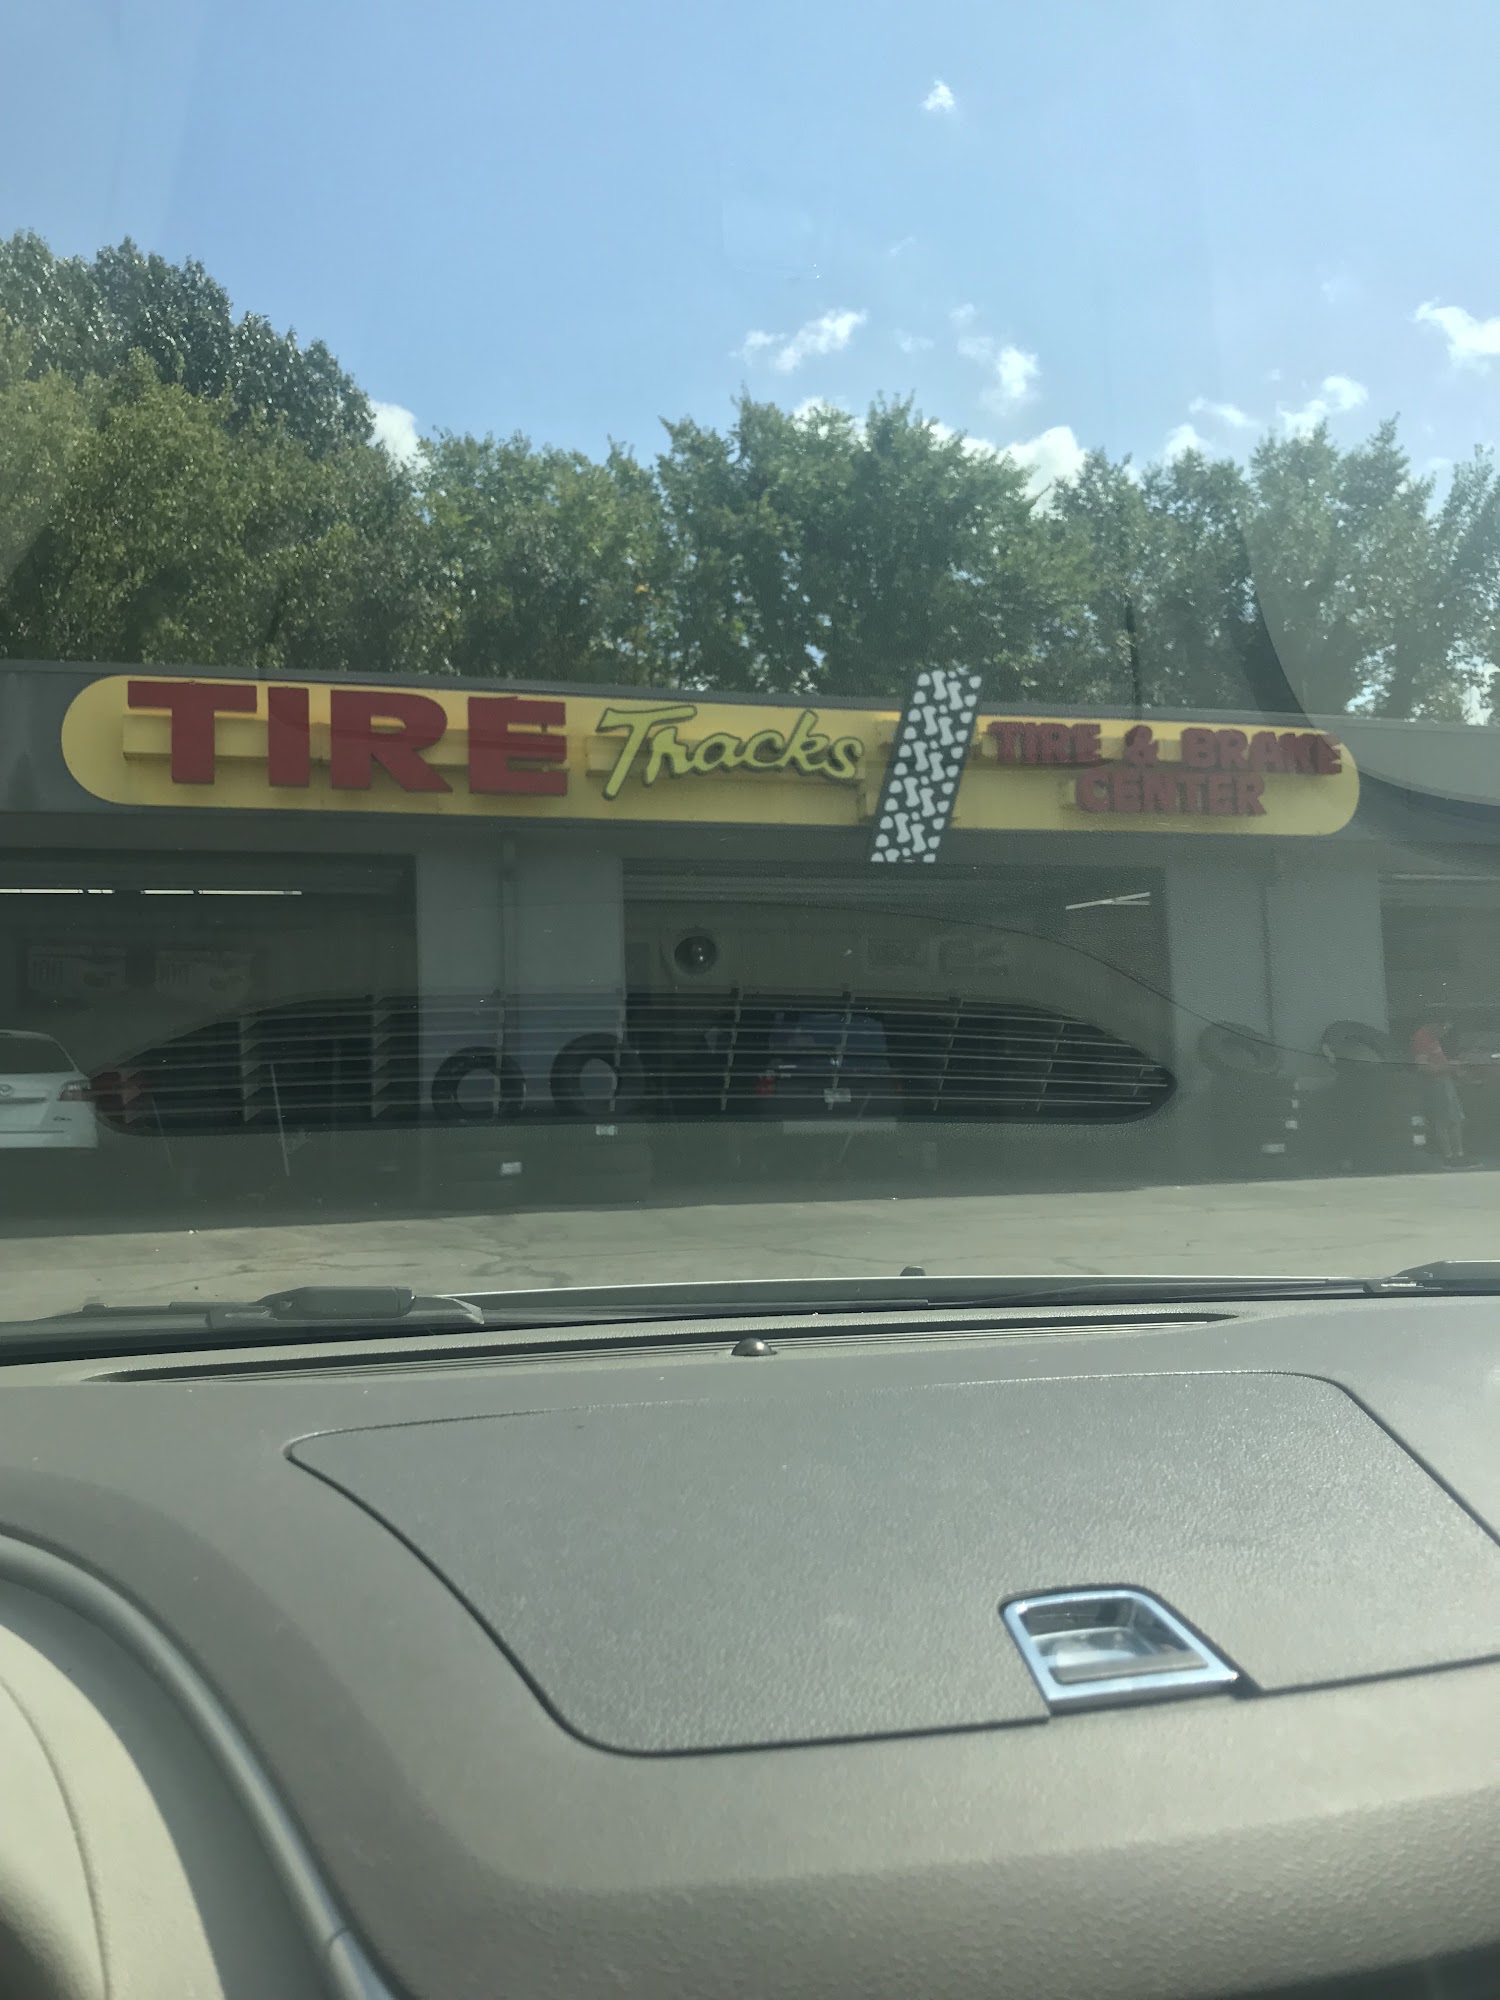 TIRE Tracks
TIRE & BRAKE
CENTER